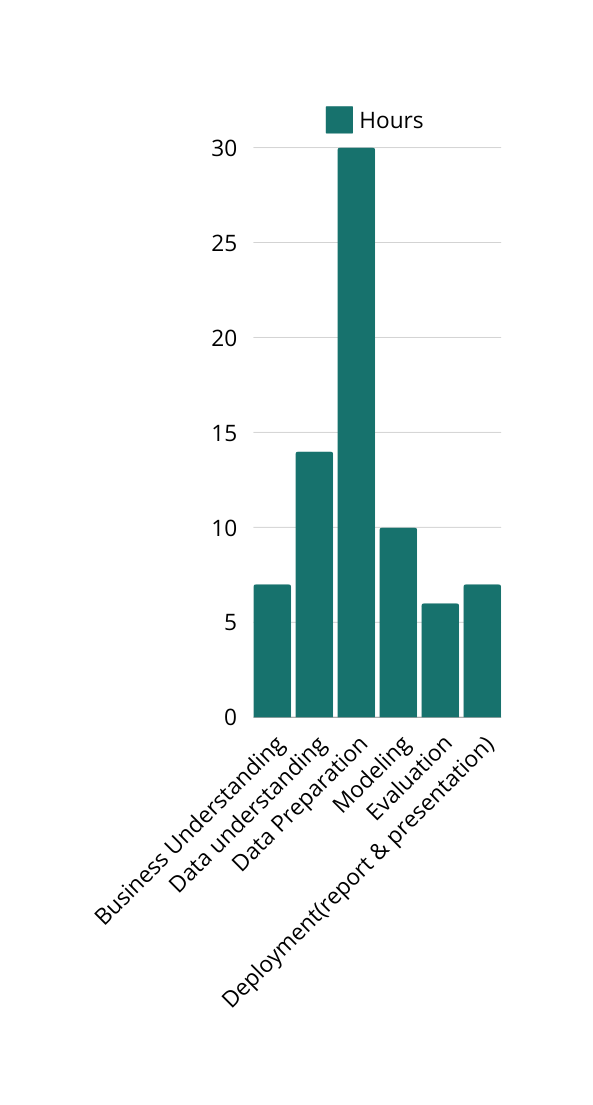 Hours
30
25
20
15
10
5
0
Business Understanding
Data understanding
Data Preparation
Modeling
Evaluation
Deployment(report & presentation)